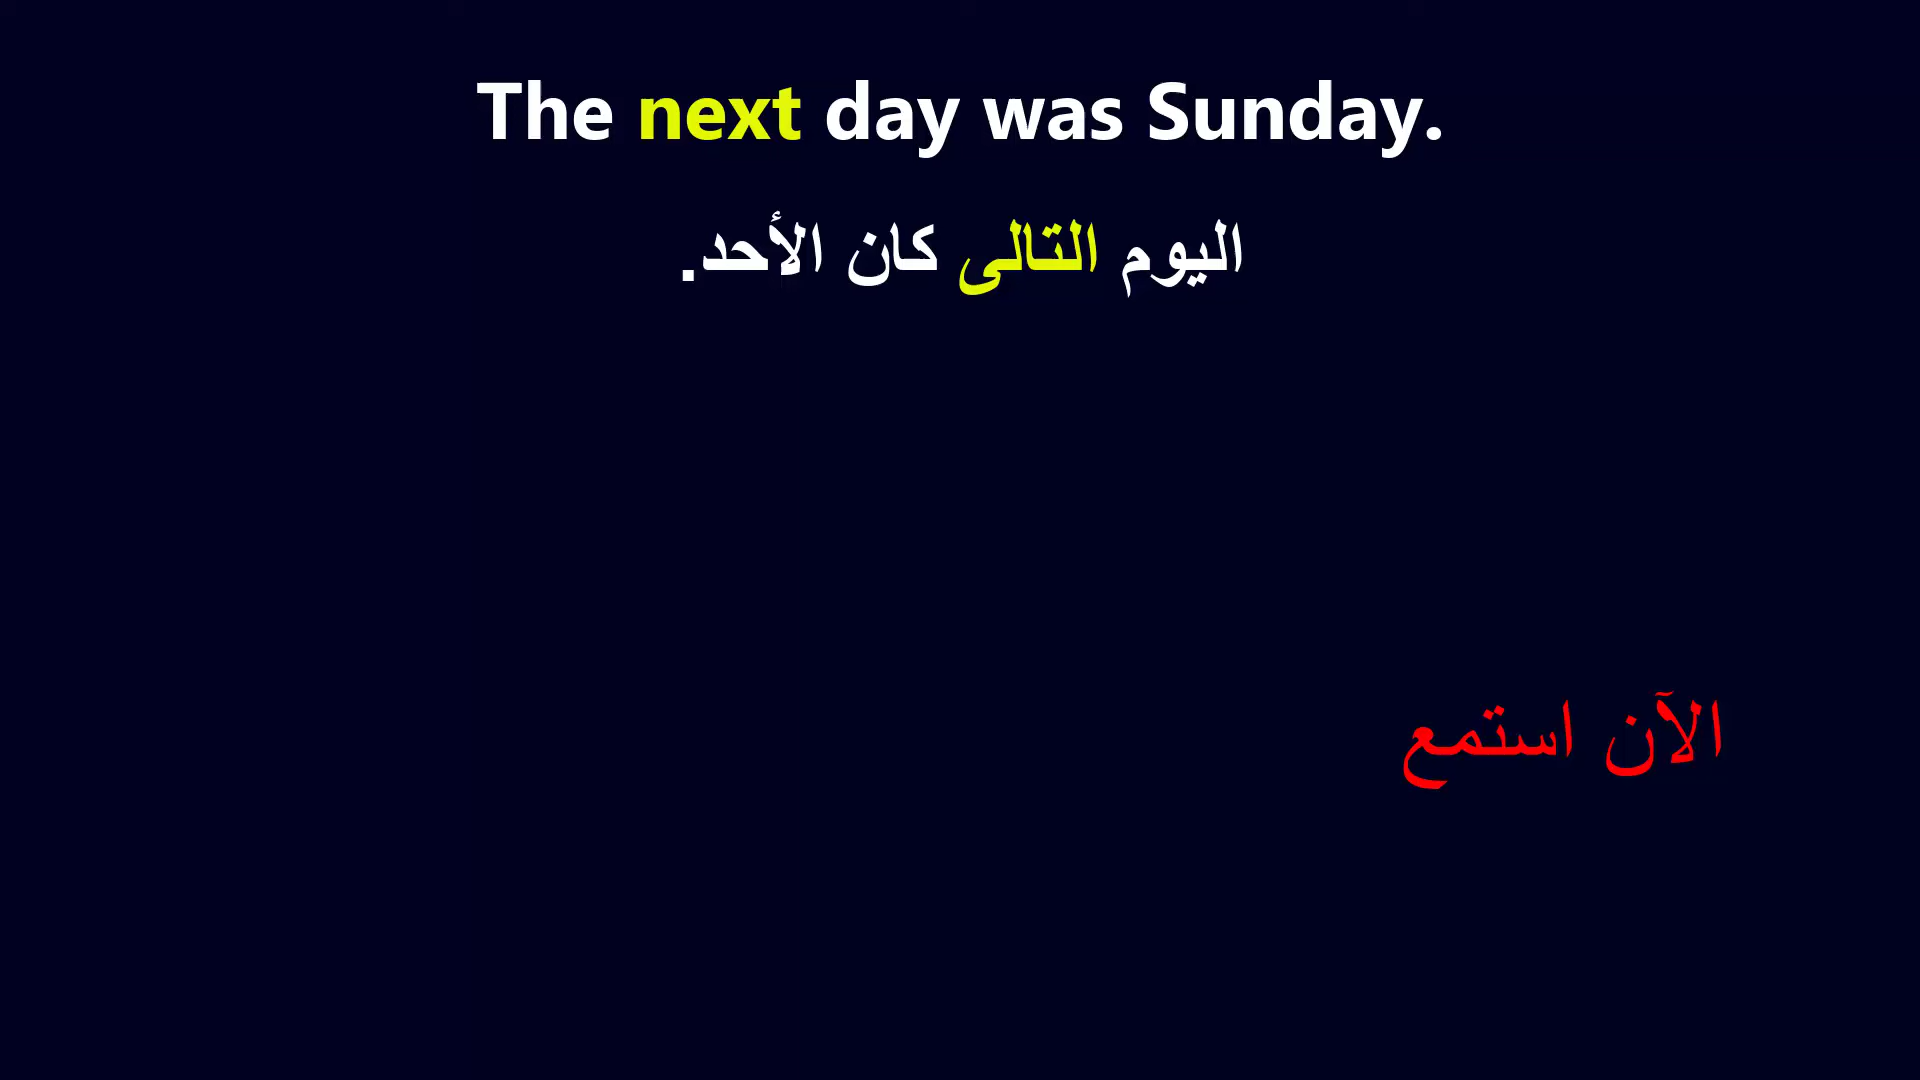 The next day was Sunday.
اليوم التالى كان الأحد.
الآن استمع